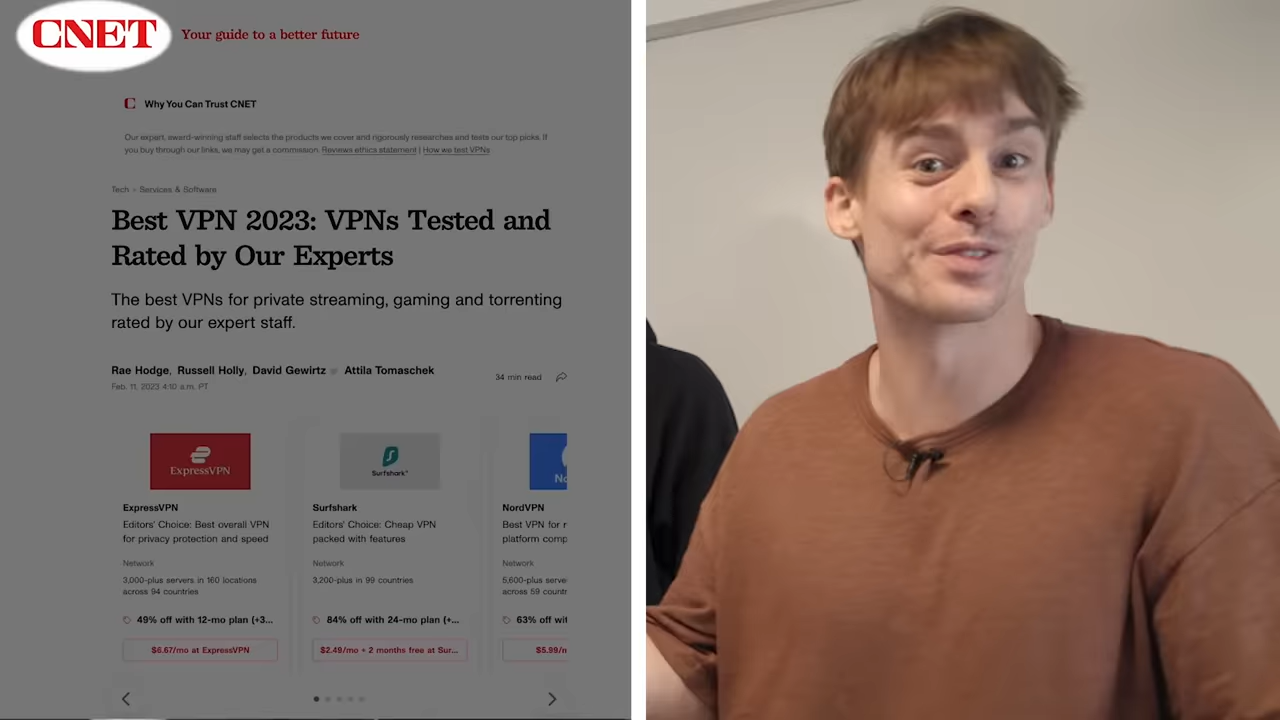 CNET
Your guide to a better future
Why You Can Trust CNET
Our expert, award-winning staff selects the products we cover and rigorously researches and tests our top picks. If
you buy through our links, we may get a commission. Reviews ethics statement | How we test VPNs
Tech › Services & Software
Best VPN 2023: VPNs Tested and
Rated by Our Experts
The best VPNs for private streaming, gaming and torrenting
rated by our expert staff.
Rae Hodge, Russell Holly, David Gewirtz Attila Tomaschek
Feb. 11, 2023 4:10 a.m. PT
34 min read
ExpressVPN
Surfshark
No
ExpressVPN
Editors' Choice: Best overall VPN
for privacy protection and speed
Network
3,000-plus servers in 160 locations
across 94 countries
49% off with 12-mo plan (+3...
$6.67/mo at ExpressVPN
Surfshark
Editors' Choice: Cheap VPN
packed with features
Network
3,200-plus in 99 countries
84% off with 24-mo plan (+...
$2.49/mo + 2 months free at Sur...
NordVPN
Best VPN for r
platform comp
Network
5,600-plus serve
across 59 count
63% off wit
$5.99/n